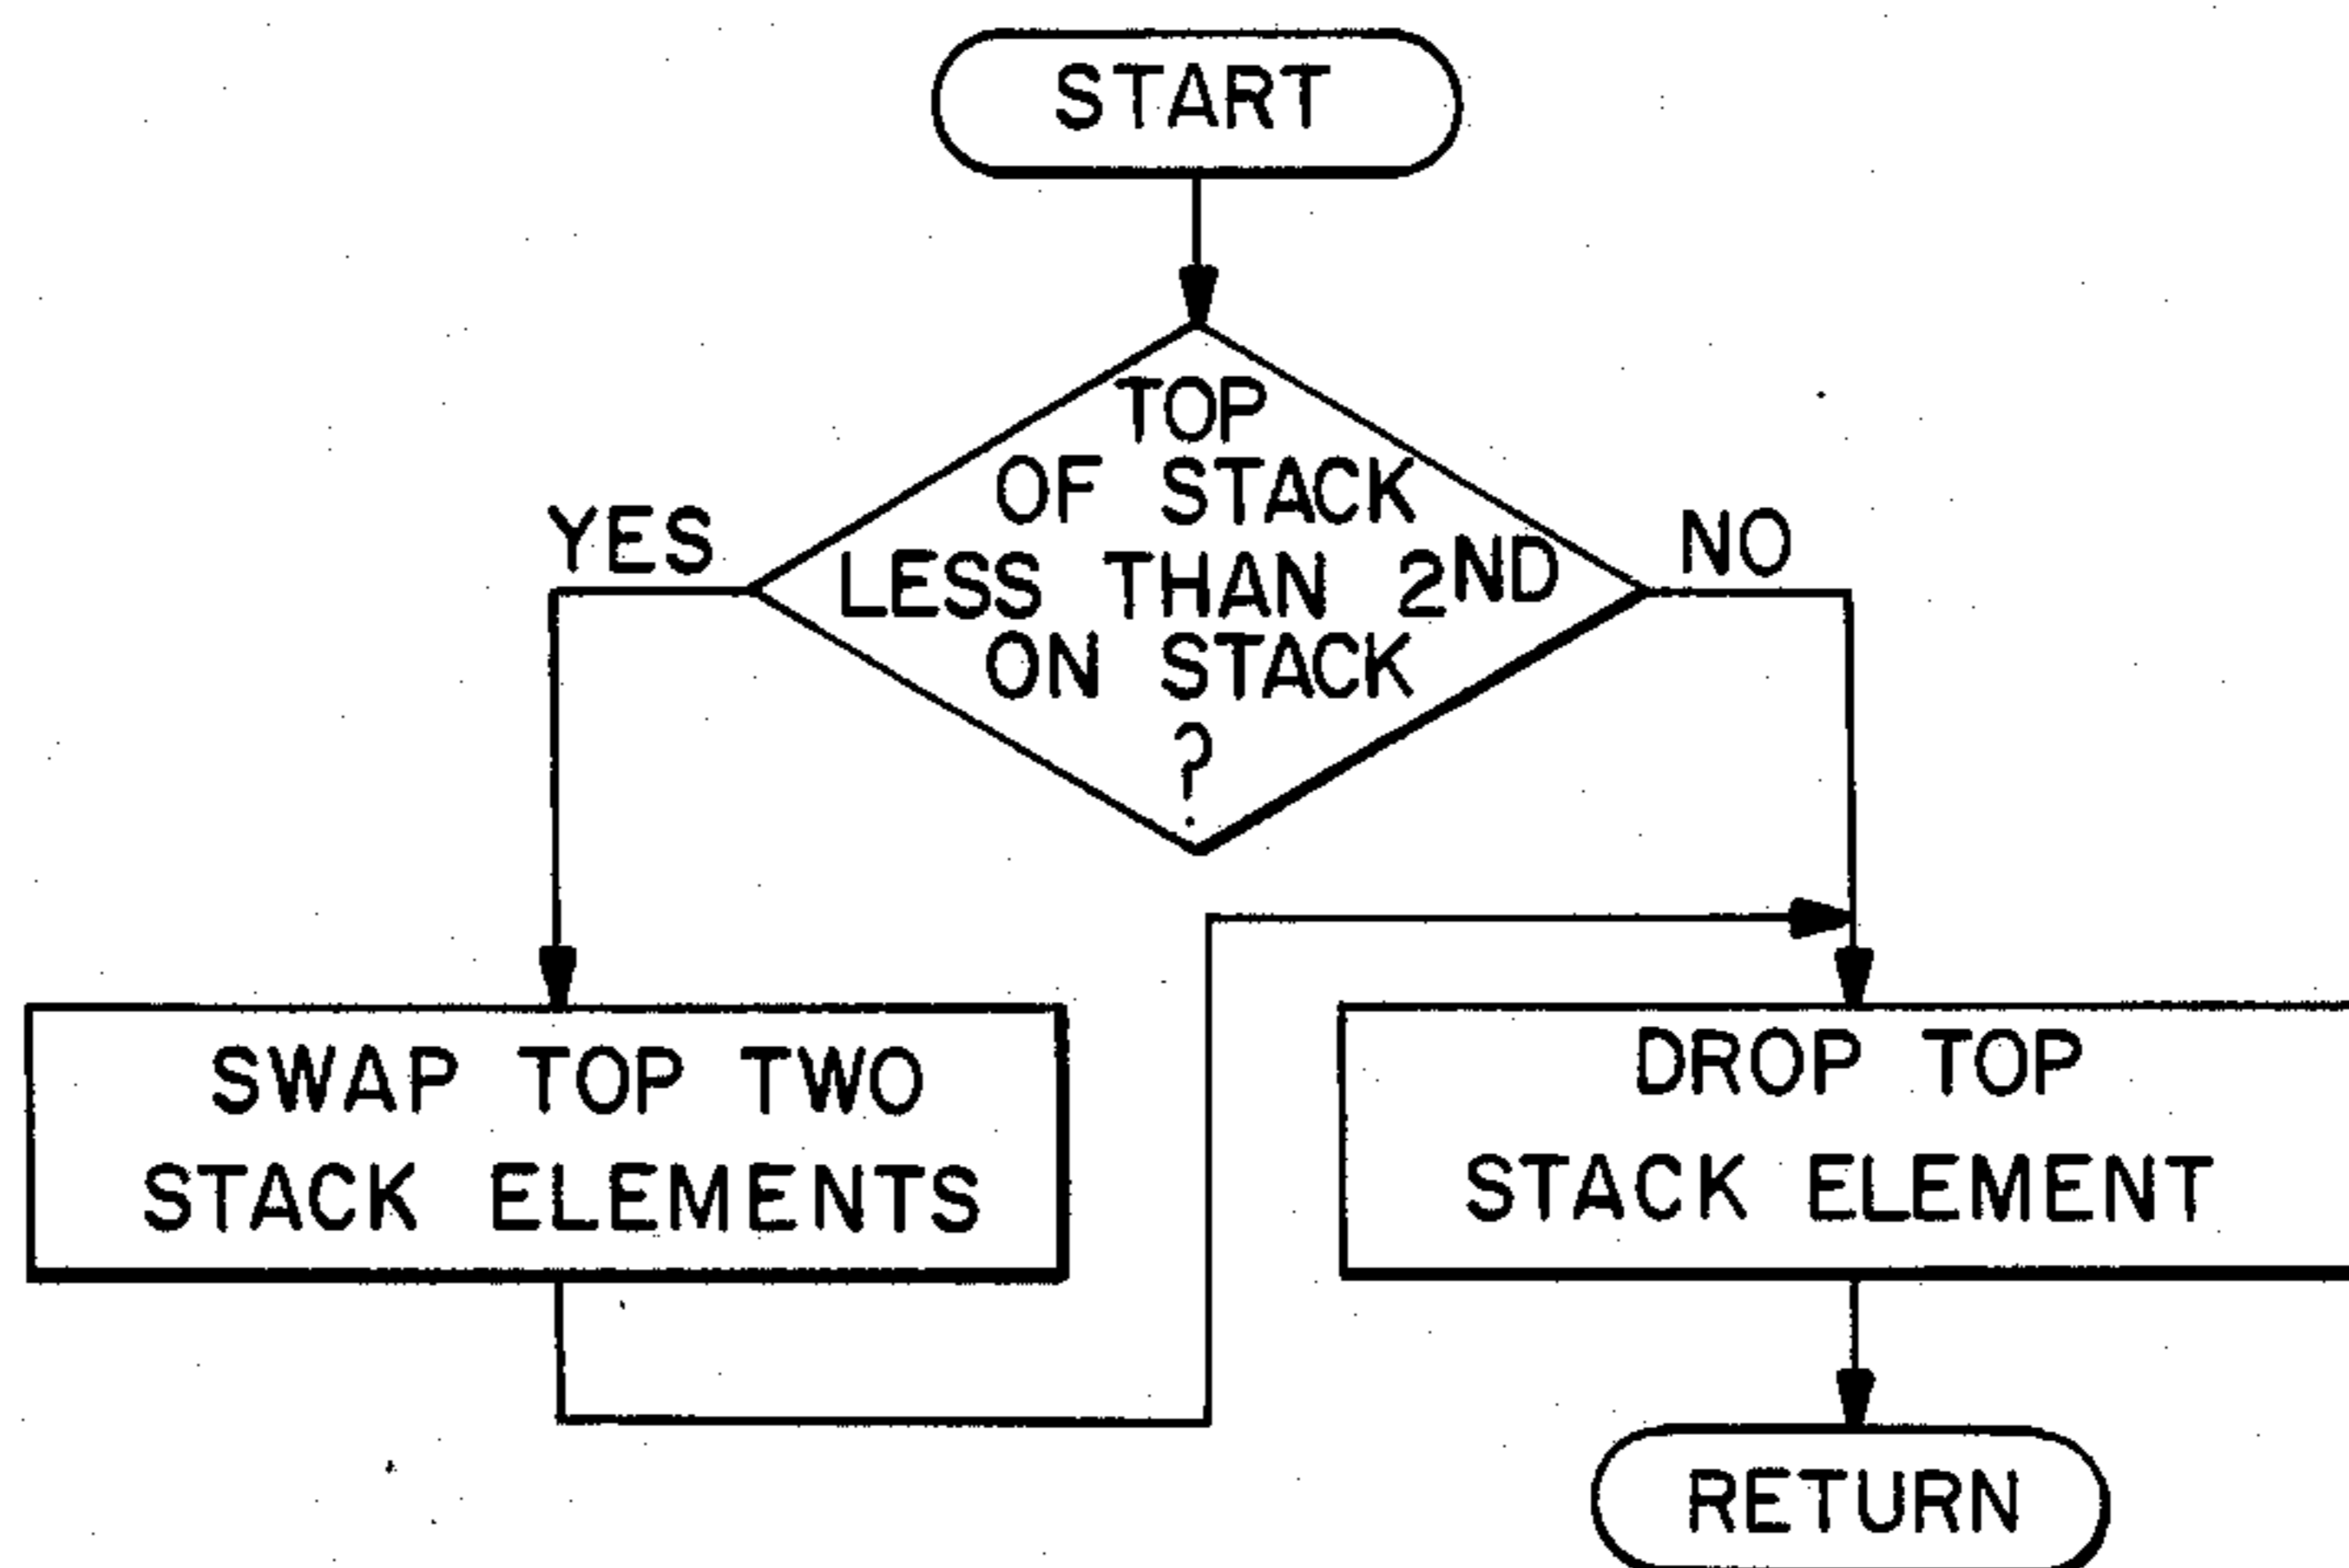 START
TOP
OF STACK
LESS THAN 2ND
ON STACK
?
YES
NO
SWAP TOP TWO
STACK ELEMENTS
DROP TOP
STACK ELEMENT
RETURN